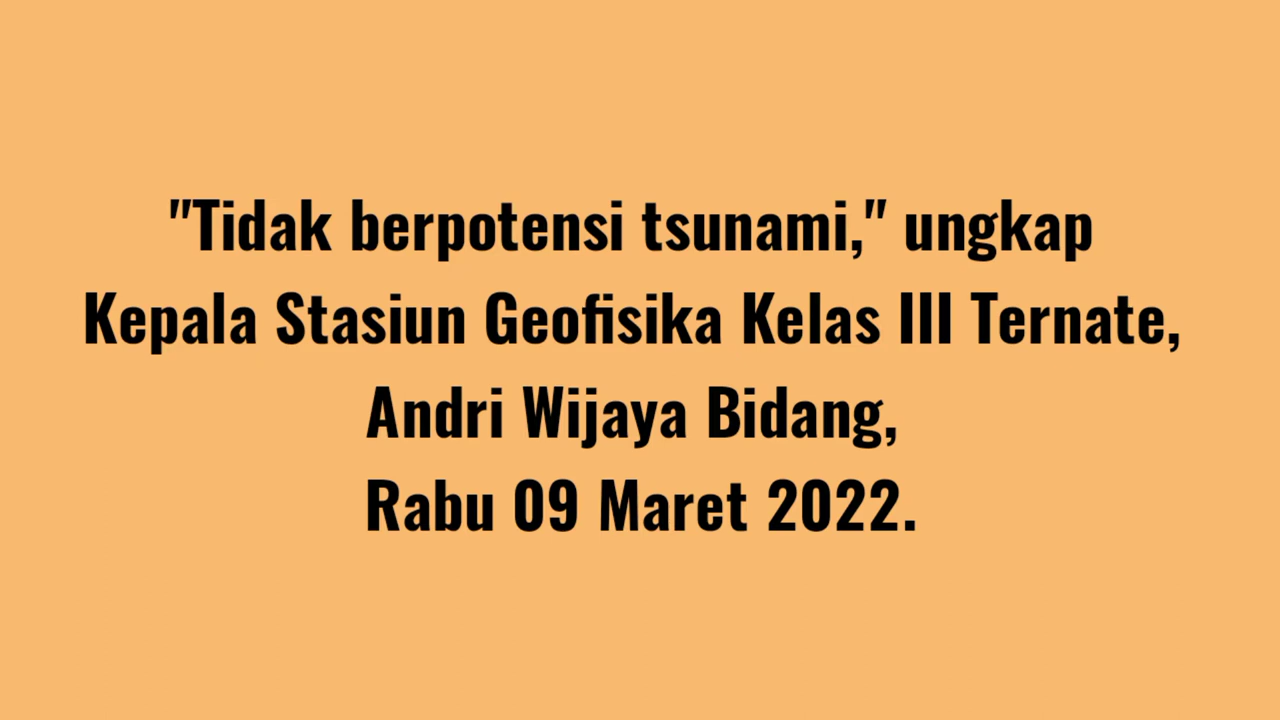 "Tidak berpotensi tsunami," ungkap
Kepala Stasiun Geofisika Kelas III Ternate,
Andri Wijaya Bidang,
Rabu 09 Maret 2022.